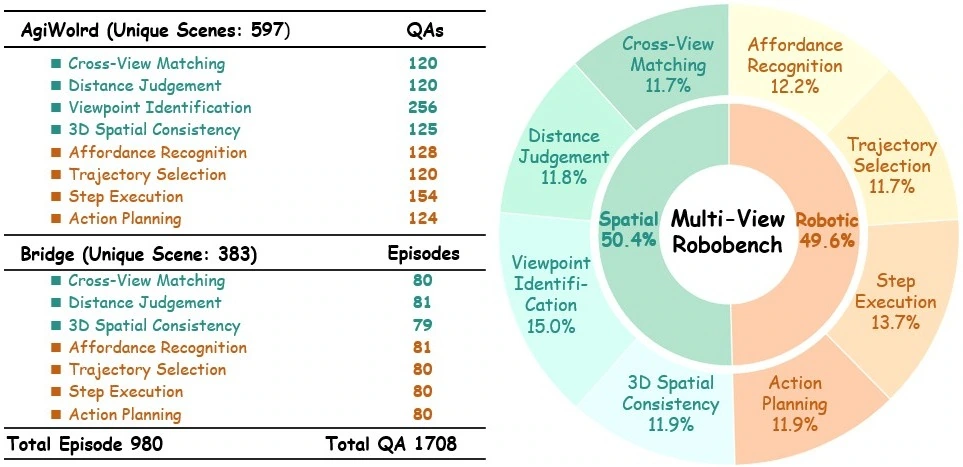 AgiWolrd (Unique Scenes: 597) QAs
■ Cross-View Matching 120
■ Distance Judgement 120
■ Viewpoint Identification 256
■ 3D Spatial Consistency 125
■ Affordance Recognition 128
■ Trajectory Selection 120
■ Step Execution 154
■ Action Planning 124
Bridge (Unique Scene: 383) Episodes
■ Cross-View Matching 80
■ Distance Judgement 81
■ 3D Spatial Consistency 79
■ Affordance Recognition 81
■ Trajectory Selection 80
■ Step Execution 80
■ Action Planning 80
Total Episode 980 Total QA 1708
Cross-View
Matching
11.7%
Affordance
Recognition
12.2%
Distance
Judgement
11.8%
Trajectory
Selection
11.7%
Spatial
50.4%
Multi-View
Robobench
Robotic
49.6%
Viewpoint
Identifi-
Cation
15.0%
Step
Execution
13.7%
3D Spatial
Consistency
11.9%
Action
Planning
11.9%